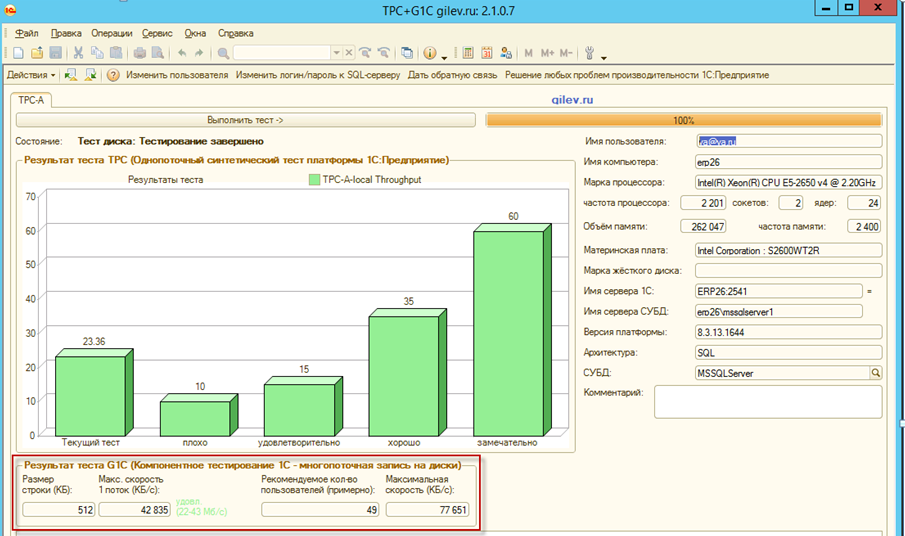 TPC+G1C gilev.ru: 2.1.0.7
Файл Правка Операции Сервис Окна Справка
M M+ M-
Действия Изменить пользователя Изменить логин/пароль к SQL-серверу Дать обратную связь Решение любых проблем производительности 1С:Предприятие
TPC-A
gilev.ru
Выполнить тест ->
100%
Состояние: Тест диска: Тестирование завершено
Результат теста TPC (Однопоточный синтетический тест платформы 1С:Предприятие)
Результаты теста
TPC-A-local Throughput
70
60
50
40
30
20
10
0
23.36
10
15
35
60
Текущий тест
плохо
удовлетворительно
хорошо
замечательно
Имя пользователя: ya@ya.ru
Имя компьютера: erp26
Марка процессора: Intel(R) Xeon(R) CPU E5-2650 v4 @ 2.20GHz
частота процессора: 2 201 сокетов: 2 ядер: 24
Объём памяти: 262 047 частота памяти: 2 400
Материнская плата: Intel Corporation : S2600WT2R
Марка жёсткого диска:
Имя сервера 1С: ERP26:2541 =
Имя сервера СУБД: erp26\mssqlserver1
Версия платформы: 8.3.13.1644
Архитектура: SQL
СУБД: MSSQLServer
Комментарий:
Результат теста G1C (Компонентное тестирование 1С - многопоточная запись на диски)
Размер строки (КБ):
Макс. скорость 1 поток (КБ/с):
Рекомендуемое кол-во пользователей (примерно):
Максимальная скорость (КБ/с):
512
42 835
удовл.
(22-43 Мб/с)
49
77 651